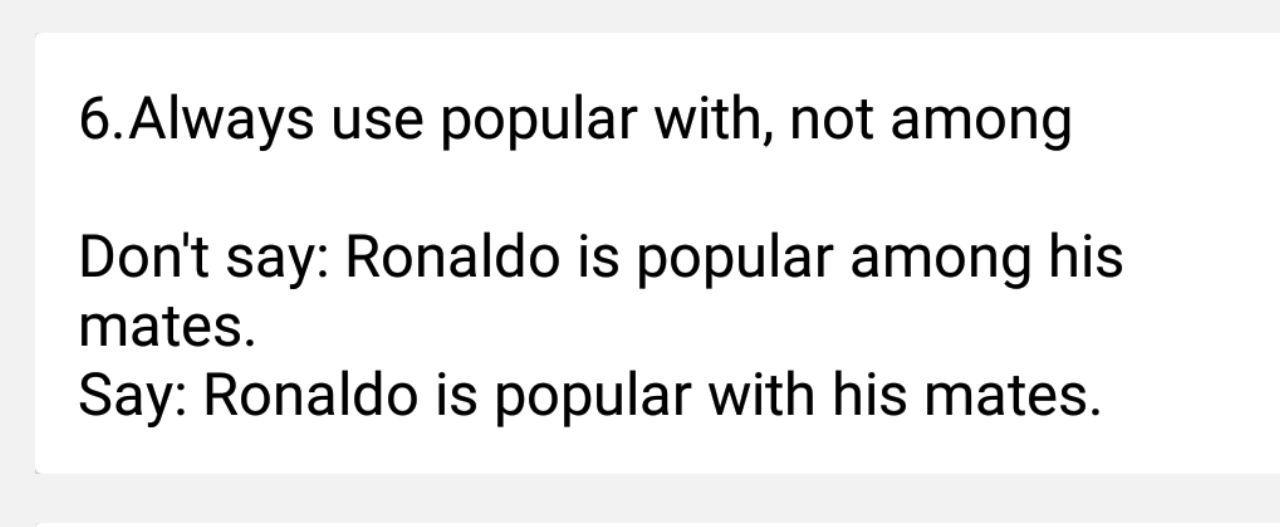 6.Always use popular with, not among
Don't say: Ronaldo is popular among his
mates.
Say: Ronaldo is popular with his mates.